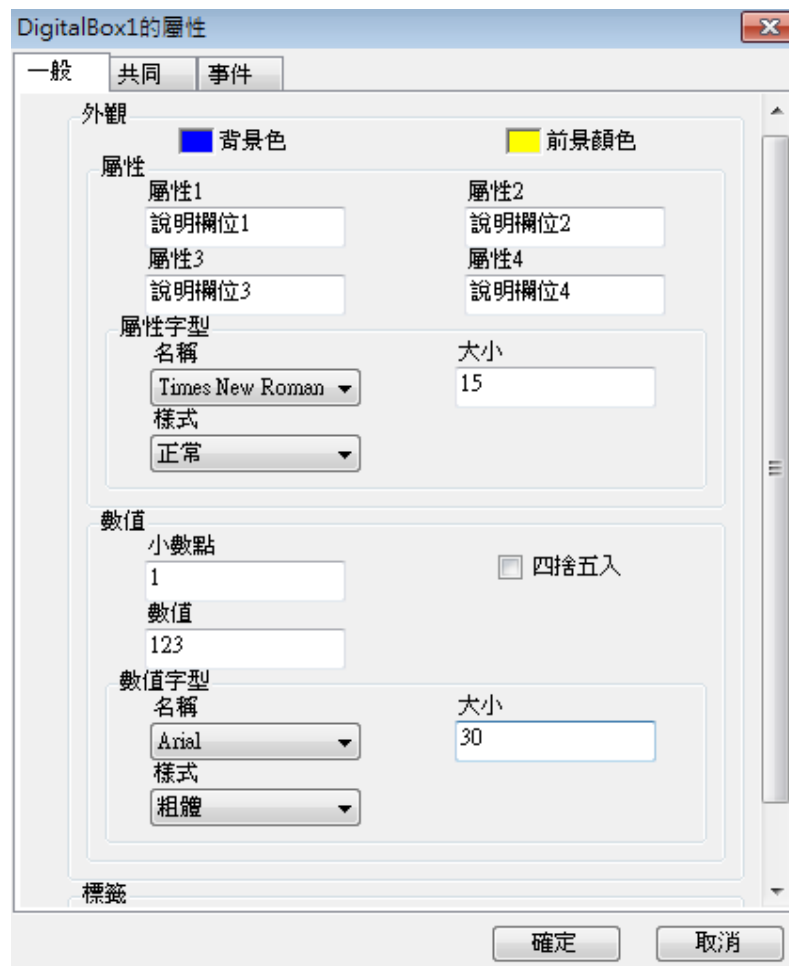 DigitalBox1的屬性
一般 共同 事件
外觀
背景色 前景顏色
屬性
屬性1 屬性2
說明欄位1 說明欄位2
屬性3 屬性4
說明欄位3 說明欄位4
屬性字型
名稱 大小
Times New Roman 15
樣式
正常
數值
小數點
1 四捨五入
數值
123
數值字型
名稱 大小
Arial 30
樣式
粗體
標籤
確定 取消